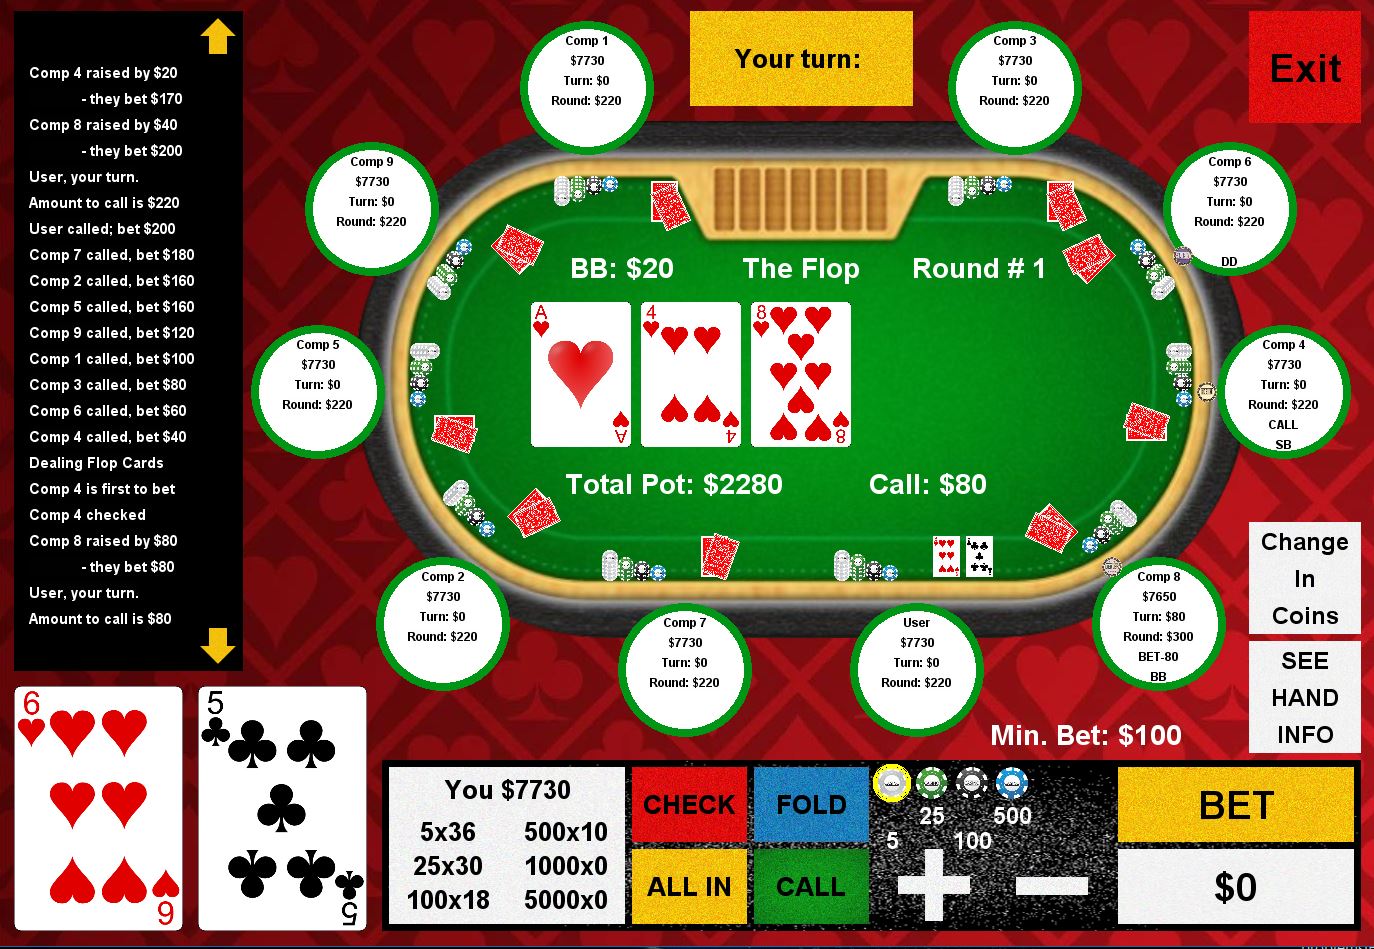 Comp 4 raised by $20
- they bet $170
Comp 8 raised by $40
- they bet $200
User, your turn.
Amount to call is $220
User called; bet $200
Comp 7 called, bet $180
Comp 2 called, bet $160
Comp 5 called, bet $160
Comp 9 called, bet $120
Comp 1 called, bet $100
Comp 3 called, bet $80
Comp 6 called, bet $60
Comp 4 called, bet $40
Dealing Flop Cards
Comp 4 is first to bet
Comp 4 checked
Comp 8 raised by $80
- they bet $80
User, your turn.
Amount to call is $80
Comp 1
$7730
Turn: $0
Round: $220
Your turn:
Comp 3
$7730
Turn: $0
Round: $220
Exit
Comp 9
$7730
Turn: $0
Round: $220
Comp 6
$7730
Turn: $0
Round: $220
DD
BB: $20
The Flop
Round # 1
A
A
4
4
8
8
Comp 5
$7730
Turn: $0
Round: $220
Comp 4
$7730
Turn: $0
Round: $220
CALL
SB
Total Pot: $2280
Call: $80
Comp 2
$7730
Turn: $0
Round: $220
Comp 7
$7730
Turn: $0
Round: $220
User
$7730
Turn: $0
Round: $220
Comp 8
$7650
Turn: $80
Round: $300
BET-80
BB
Change
In
Coins
SEE
HAND
INFO
Min. Bet: $100
6
6
5
5
You $7730
5x36
500x10
25x30
1000x0
100x18
5000x0
CHECK
FOLD
ALL IN
CALL
25
500
5
100
BET
$0